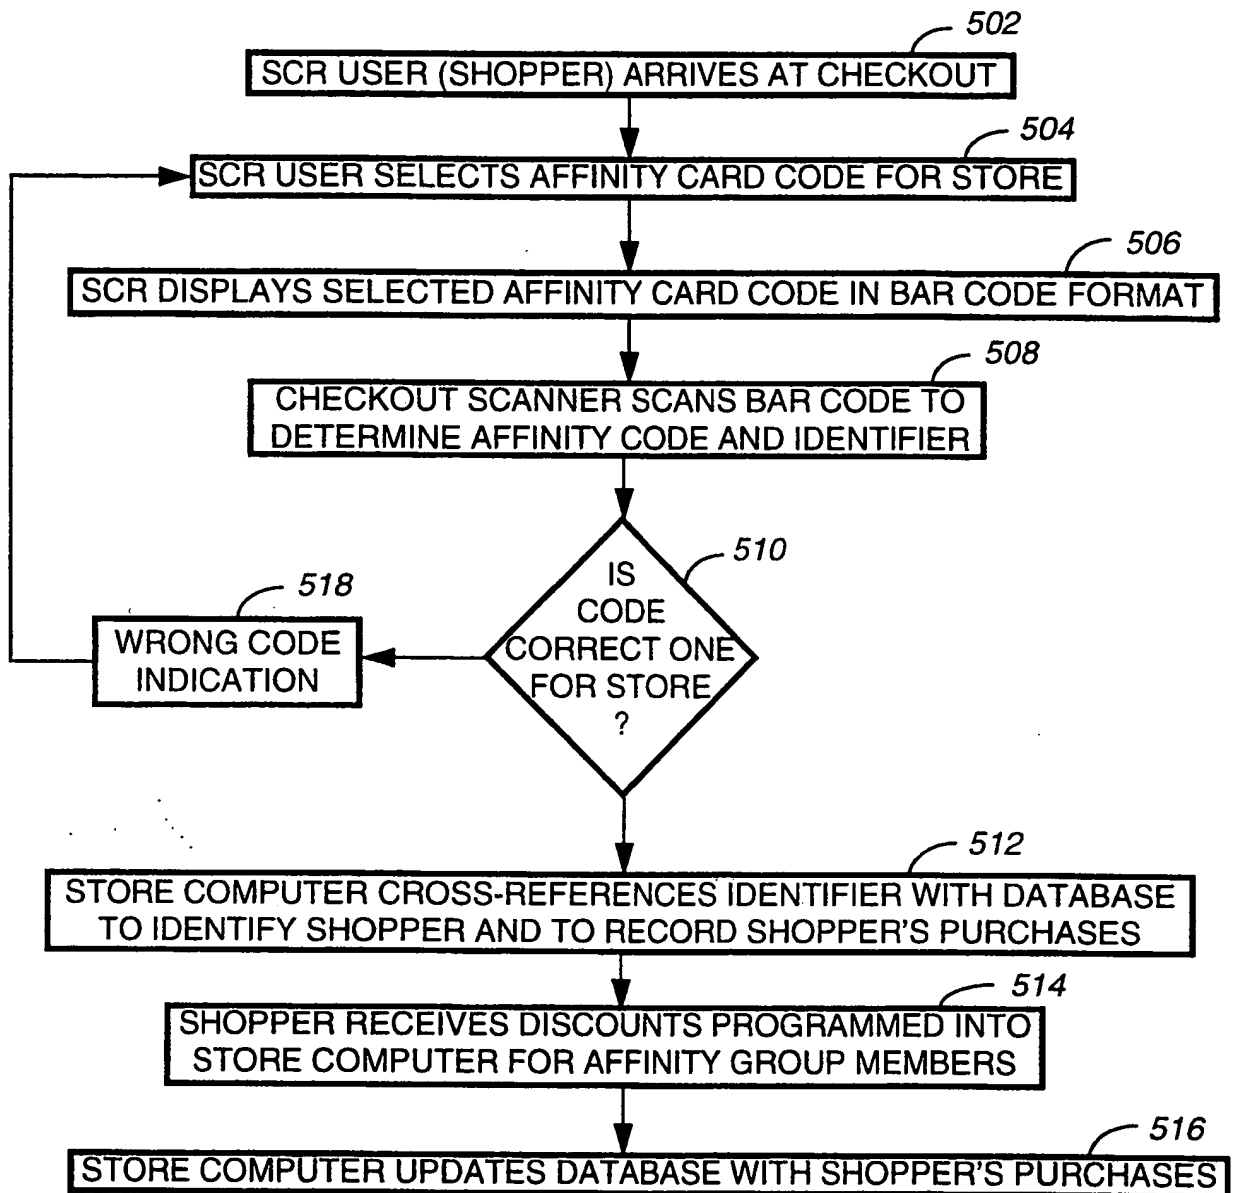 502
SCR USER (SHOPPER) ARRIVES AT CHECKOUT
504
SCR USER SELECTS AFFINITY CARD CODE FOR STORE
506
SCR DISPLAYS SELECTED AFFINITY CARD CODE IN BAR CODE FORMAT
508
CHECKOUT SCANNER SCANS BAR CODE TO
DETERMINE AFFINITY CODE AND IDENTIFIER
510
IS
CODE
CORRECT ONE
FOR STORE
?
518
WRONG CODE
INDICATION
512
STORE COMPUTER CROSS-REFERENCES IDENTIFIER WITH DATABASE
TO IDENTIFY SHOPPER AND TO RECORD SHOPPER'S PURCHASES
514
SHOPPER RECEIVES DISCOUNTS PROGRAMMED INTO
STORE COMPUTER FOR AFFINITY GROUP MEMBERS
516
STORE COMPUTER UPDATES DATABASE WITH SHOPPER'S PURCHASES